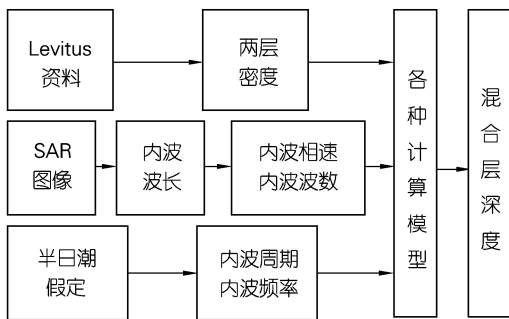 Levitus
资料
两层
密度
SAR
图像
内波
波长
内波相速
内波波数
半日潮
假定
内波周期
内波频率
各种计算模型
混合层深度